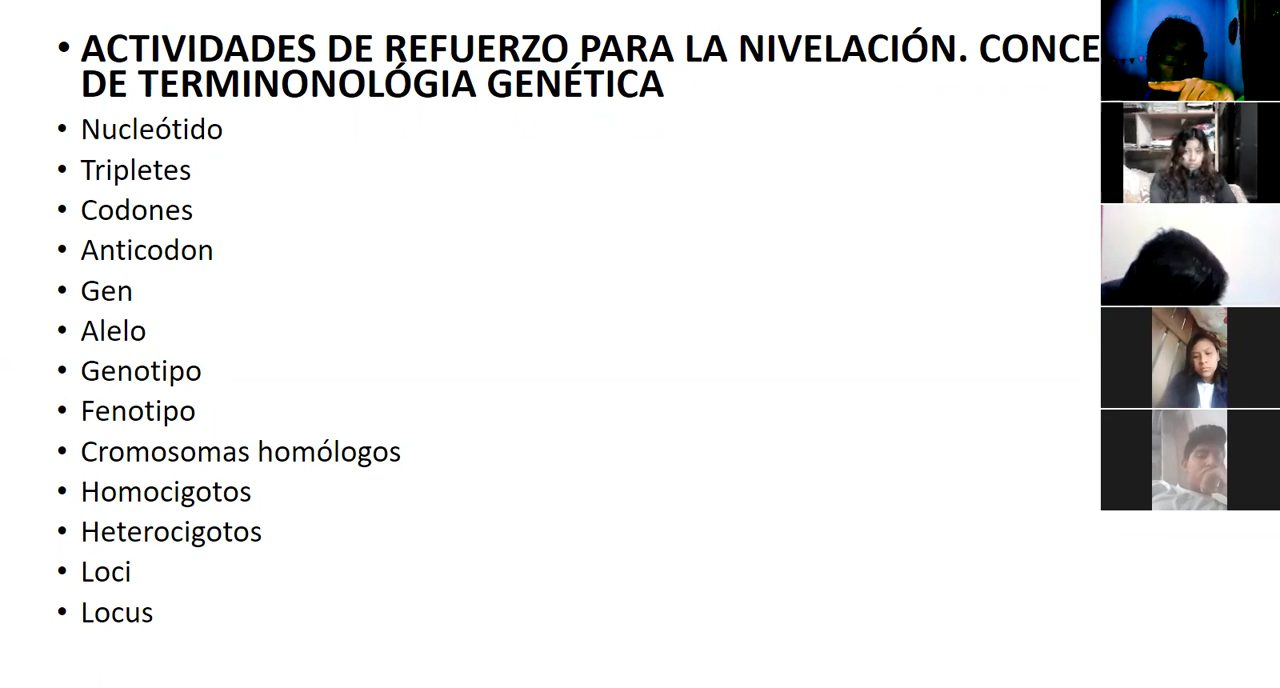 • ACTIVIDADES DE REFUERZO PARA LA NIVELACIÓN.
DE TERMINONOLÓGIA GENÉTICA
• Nucleótido
• Tripletes
• Codones
• Anticodon
• Gen
• Alelo
• Genotipo
• Fenotipo
• Cromosomas homólogos
• Homocigotos
• Heterocigotos
• Loci
• Locus